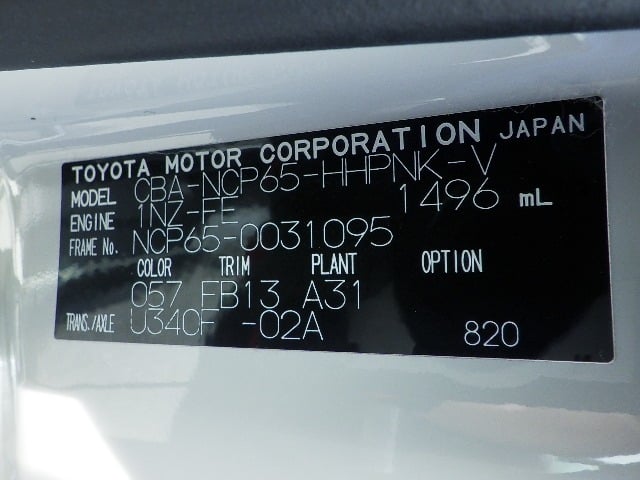 TOYOTA MOTOR CORPORATION JAPAN
MODEL CBA-NCP65-HHPNK-V
ENGINE 1NZ-FE 1496 mL
FRAME No. NCP65-0031095
COLOR TRIM PLANT OPTION
057 FB13 A31
TRANS./AXLE U340F -02A 820